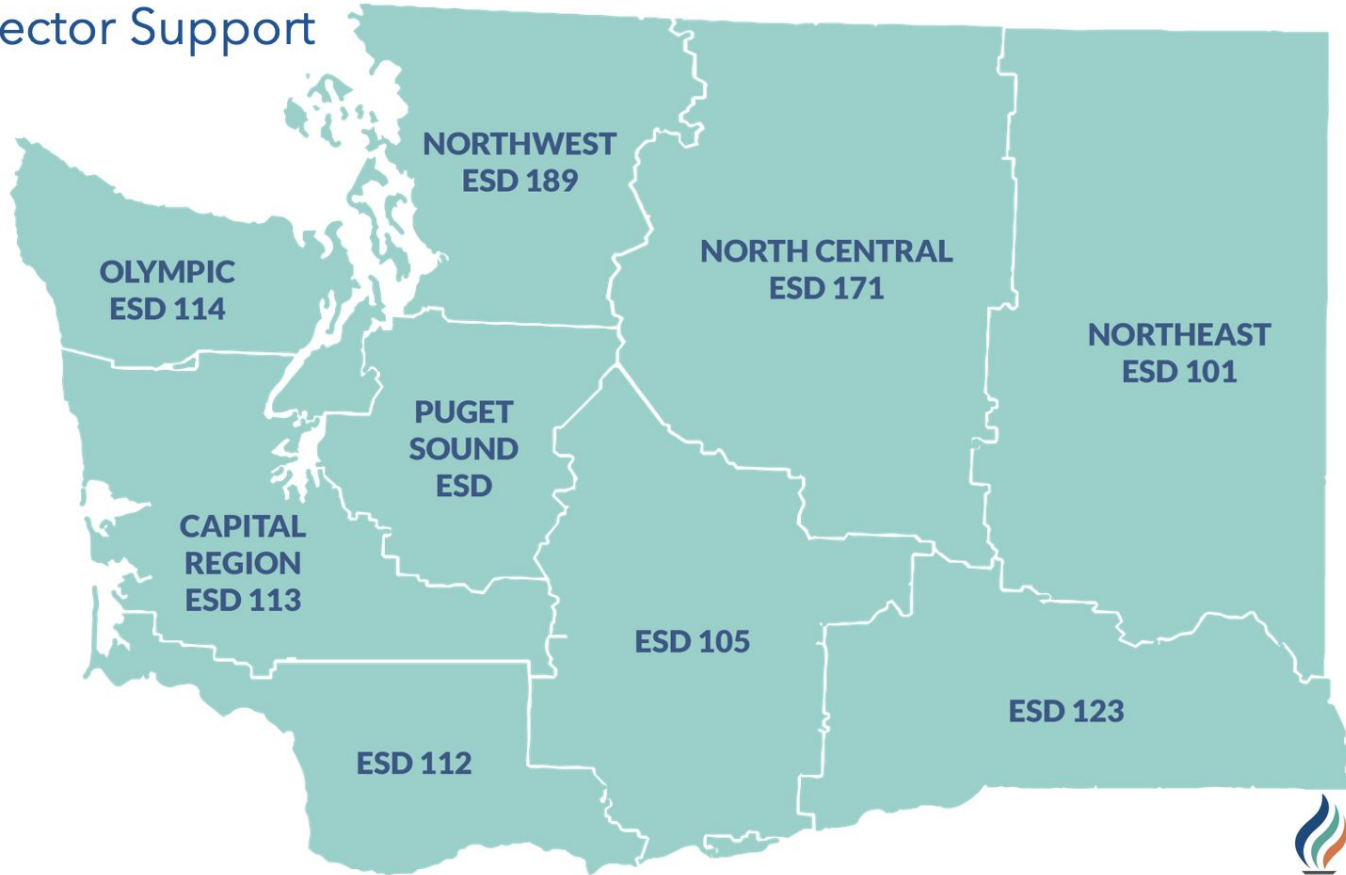 ector Support
NORTHWEST
ESD 189
NORTH CENTRAL
ESD 171
OLYMPIC
ESD 114
NORTHEAST
ESD 101
PUGET
SOUND
ESD
CAPITAL
REGION
ESD 113
ESD 105
ESD 123
ESD 112